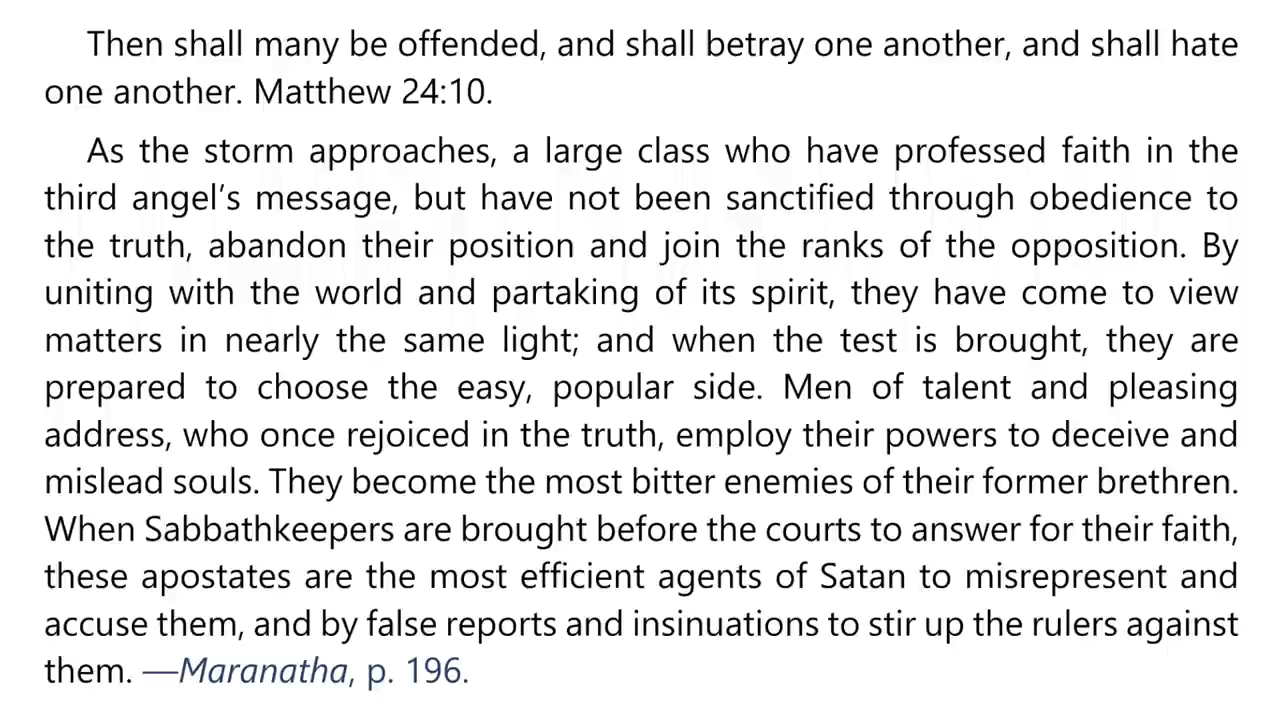 Then shall many be offended, and shall betray one another, and shall hate
one another. Matthew 24:10.
As the storm approaches, a large class who have professed faith in the
third angel’s message, but have not been sanctified through obedience to
the truth, abandon their position and join the ranks of the opposition. By
uniting with the world and partaking of its spirit, they have come to view
matters in nearly the same light; and when the test is brought, they are
prepared to choose the easy, popular side. Men of talent and pleasing
address, who once rejoiced in the truth, employ their powers to deceive and
mislead souls. They become the most bitter enemies of their former brethren.
When Sabbathkeepers are brought before the courts to answer for their faith,
these apostates are the most efficient agents of Satan to misrepresent and
accuse them, and by false reports and insinuations to stir up the rulers against
them. —Maranatha, p. 196.